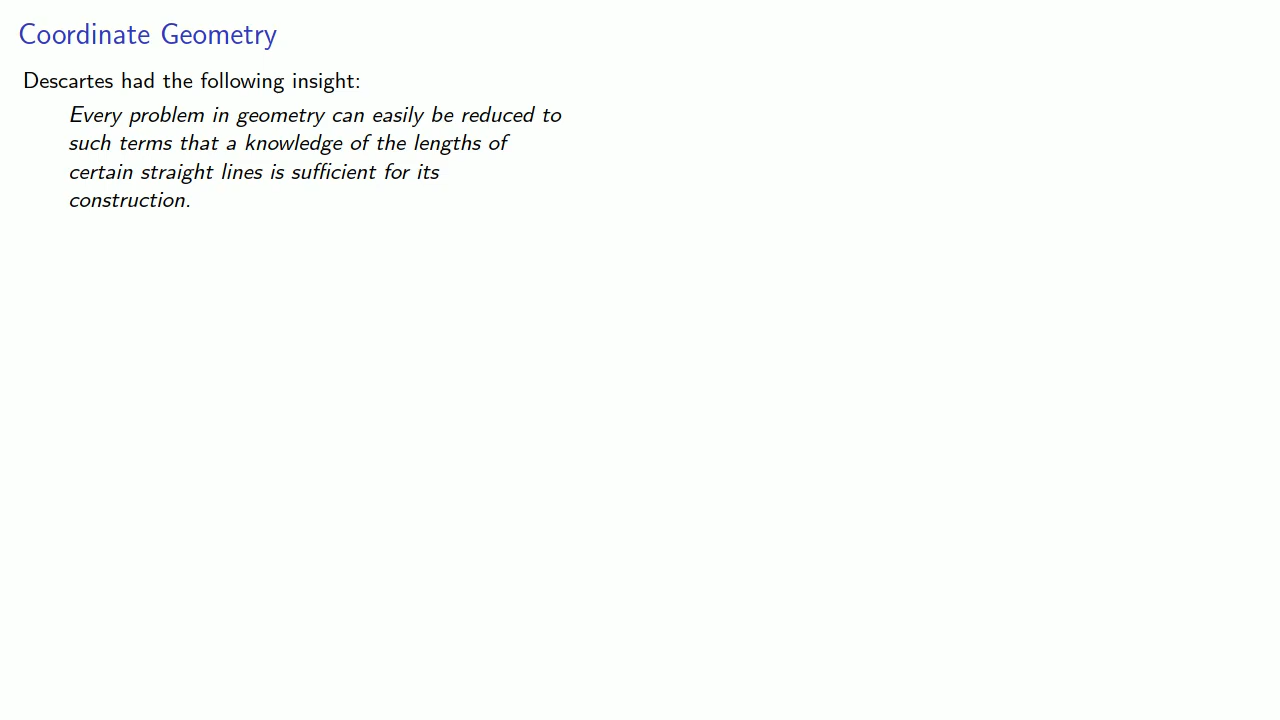 Coordinate Geometry
Descartes had the following insight:
Every problem in geometry can easily be reduced to
such terms that a knowledge of the lengths of
certain straight lines is sufficient for its
construction.